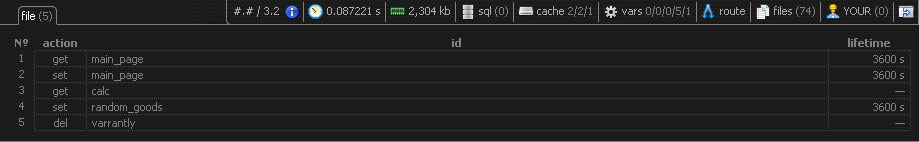 file (5)
#.# / 3.2 0.087221 s 2,304 kb sql (0) cache 2/2/1 vars 0/0/0/5/1 route files (74) YOUR (0)
№ action id lifetime
1 get main_page 3600 s
2 set main_page 3600 s
3 get calc —
4 set random_goods 3600 s
5 del varrantly —